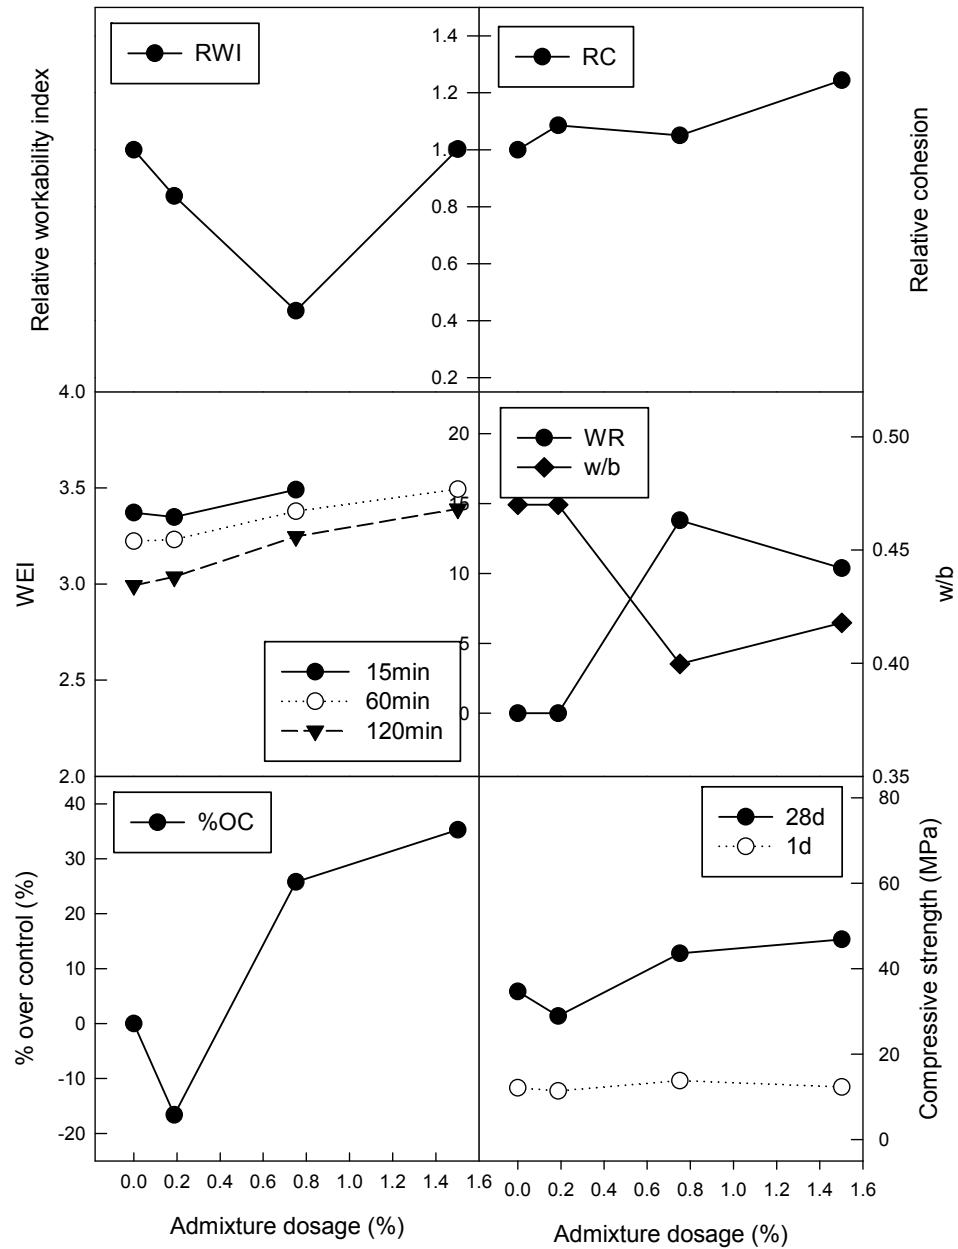 RWI
Relative workability index
1.4
1.2
1.0
0.8
0.6
0.4
0.2
RC
Relative cohesion
4.0
3.5
3.0
2.5
2.0
WEI
15min
60min
120min
20
15
10
5
0
WR
w/b
0.50
0.45
0.40
0.35
w/b
40
30
20
10
0
-10
-20
% over control (%)
%OC
0.0 0.2 0.4 0.6 0.8 1.0 1.2 1.4 1.6
Admixture dosage (%)
28d
1d
80
60
40
20
0
Compressive strength (MPa)
0.0 0.2 0.4 0.6 0.8 1.0 1.2 1.4 1.6
Admixture dosage (%)